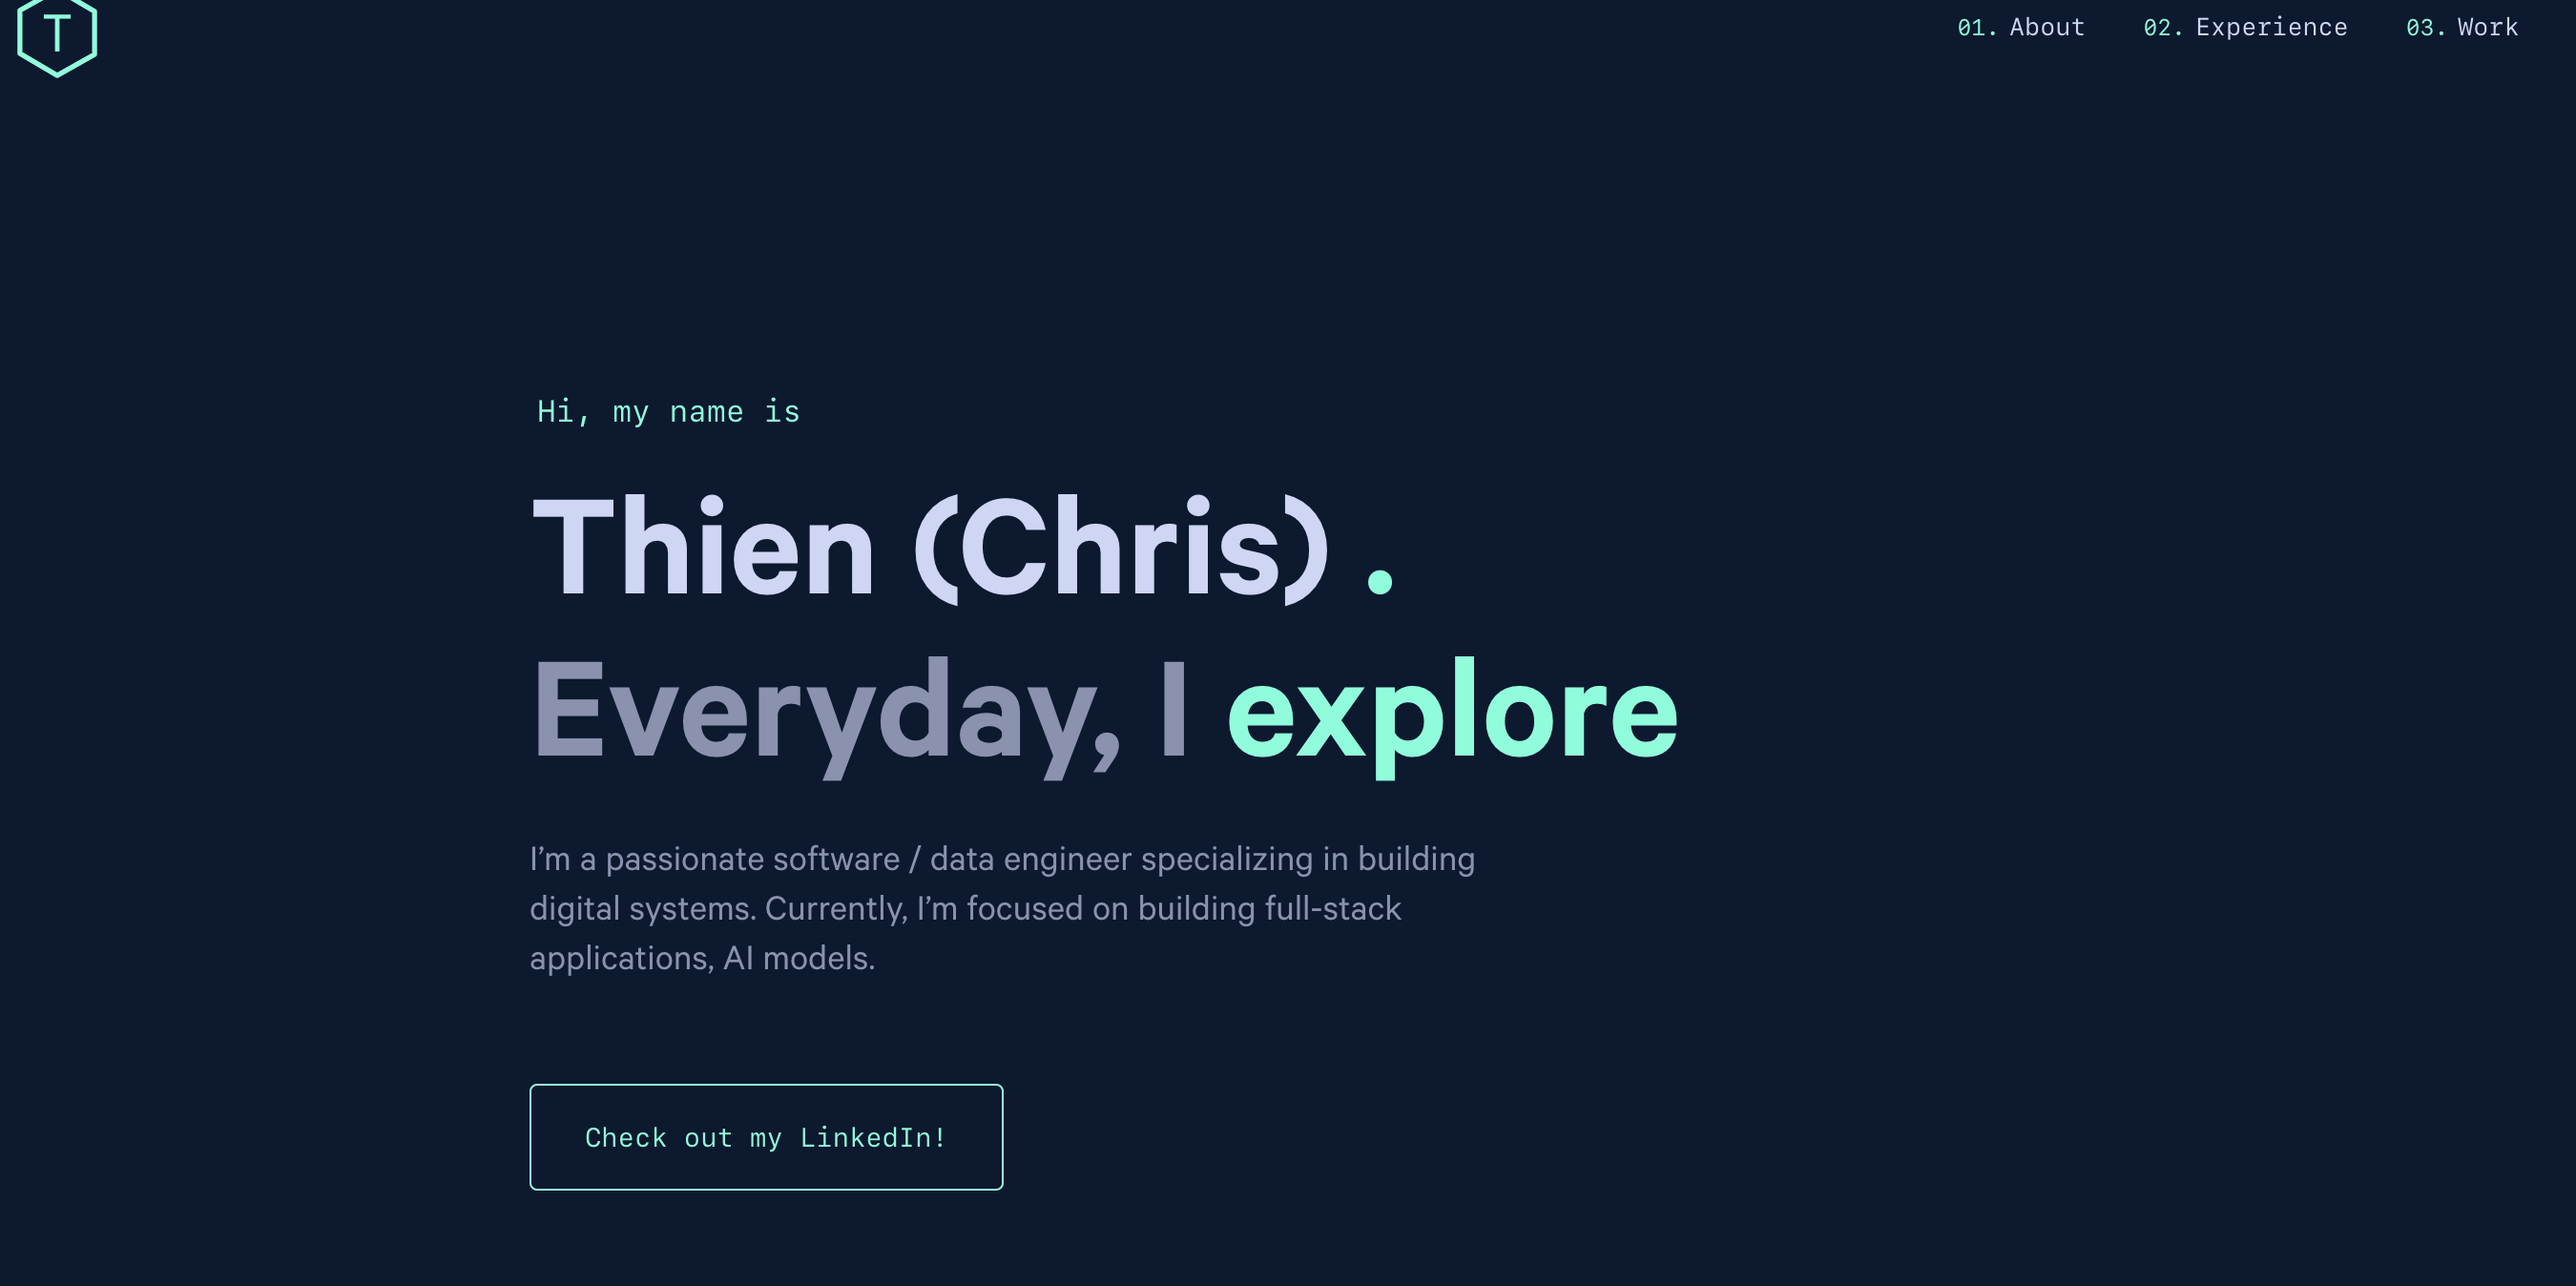 T
01. About 02. Experience 03. Work
Hi, my name is
Thien (Chris) .
Everyday, I explore
I’m a passionate software / data engineer specializing in building
digital systems. Currently, I’m focused on building full-stack
applications, AI models.
Check out my LinkedIn!